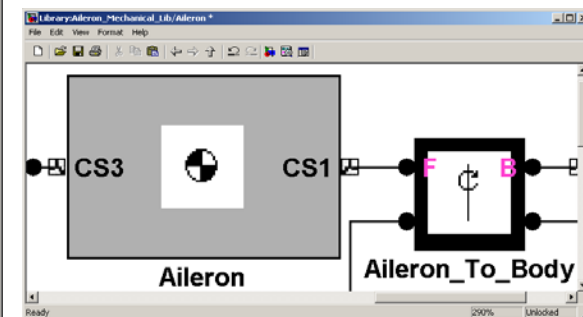 Library:Aileron_Mechanical_Lib/Aileron *
File Edit View Format Help
CS3 CS1 F B
Aileron
Aileron_To_Body
Ready 290% Unlocked